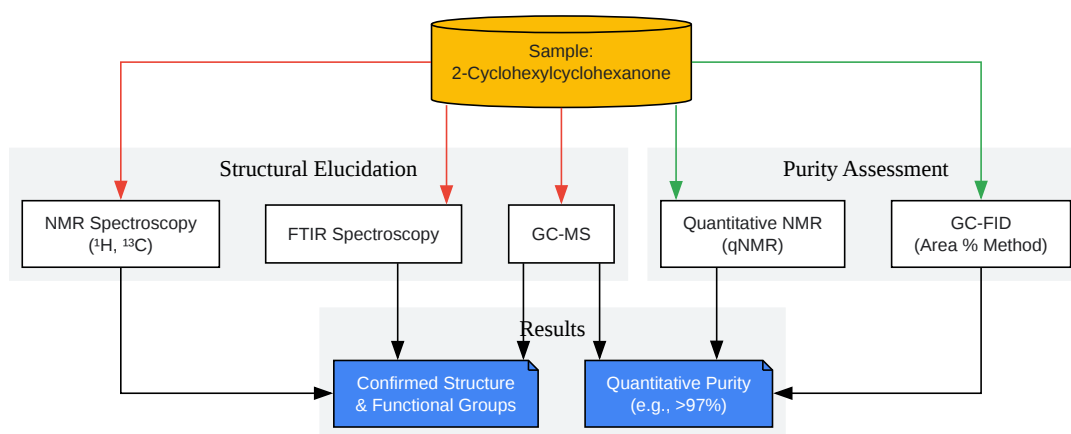 Sample:
2-Cyclohexylcyclohexanone
Structural Elucidation
Purity Assessment
NMR Spectroscopy
(¹H, ¹³C)
FTIR Spectroscopy
GC-MS
Quantitative NMR
(qNMR)
GC-FID
(Area % Method)
Results
Confirmed Structure
& Functional Groups
Quantitative Purity
(e.g., >97%)